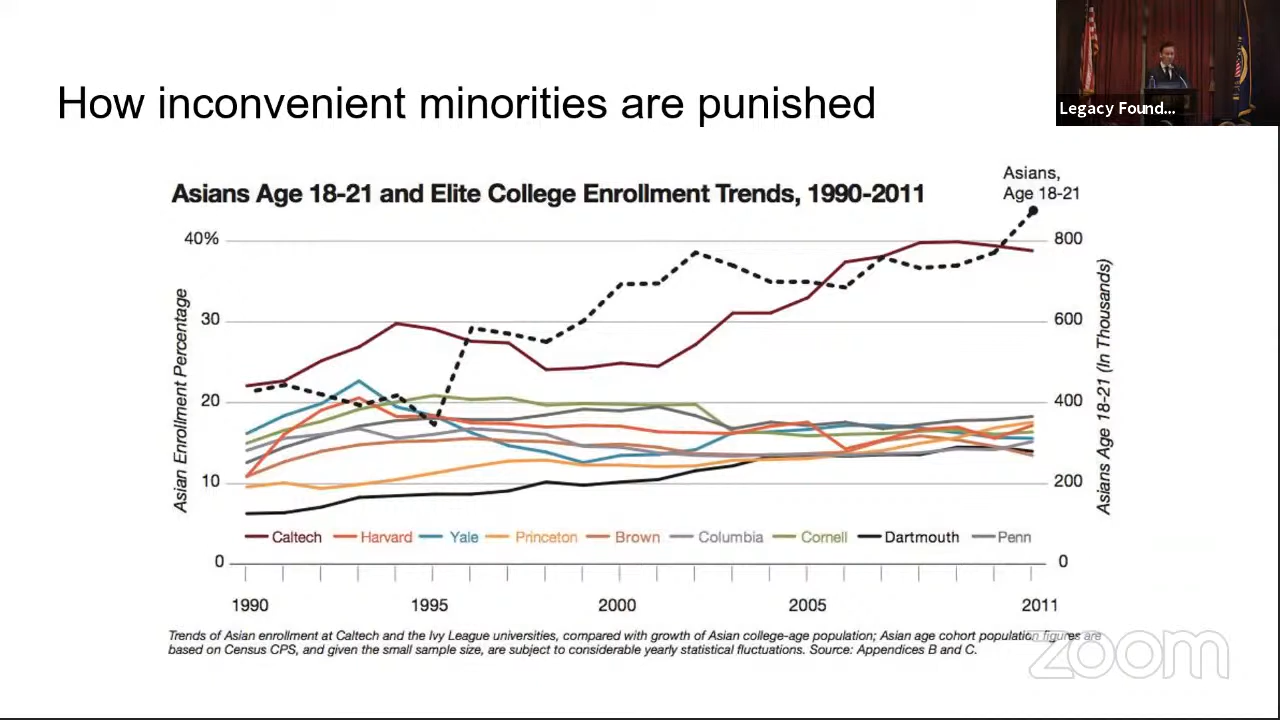 How inconvenient minorities are punished
Legacy Found...
Asians Age 18-21 and Elite College Enrollment Trends, 1990-2011
Asians,
Age 18-21
40%
30
20
10
0
Asian Enrollment Percentage
800
600
400
200
0
Asians Age 18-21 (In Thousands)
Caltech Harvard Yale Princeton Brown Columbia Cornell Dartmouth Penn
1990 1995 2000 2005 2011
Trends of Asian enrollment at Caltech and the Ivy League universities, compared with growth of Asian college-age population; Asian age cohort population figures are
based on Census CPS, and given the small sample size, are subject to considerable yearly statistical fluctuations. Source: Appendices B and C.
zoom